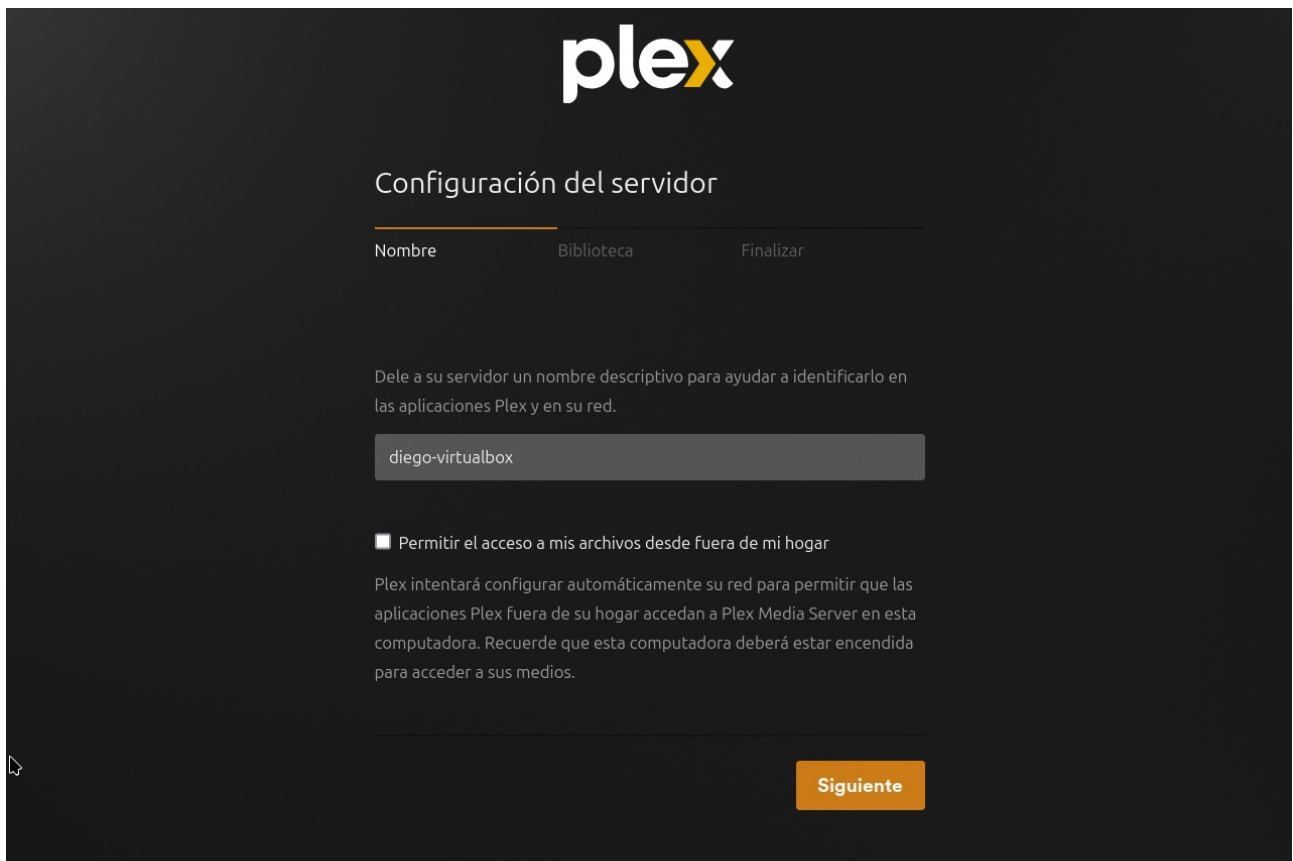 plex
Configuración del servidor
Nombre
Biblioteca
Finalizar
Dele a su servidor un nombre descriptivo para ayudar a identificarlo en
las aplicaciones Plex y en su red.
diego-virtualbox
Permitir el acceso a mis archivos desde fuera de mi hogar
Plex intentará configurar automáticamente su red para permitir que las
aplicaciones Plex fuera de su hogar accedan a Plex Media Server en esta
computadora. Recuerde que esta computadora deberá estar encendida
para acceder a sus medios.
Siguiente